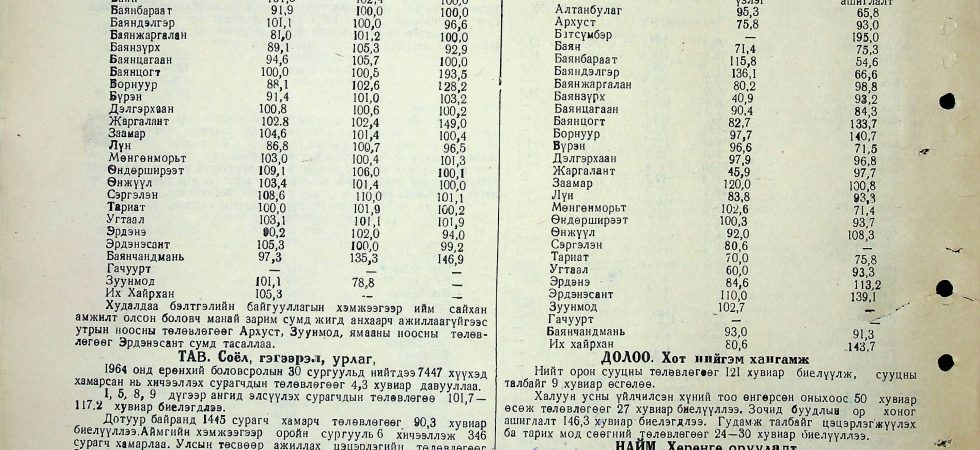 Баян 101,8 102,4 100,0
Баянбараат 91,9 100,0 100,0
Баяндэлгэр 101,1 100,0 96,6
Баянжаргалан 81,0 101,2 100,0
Баянзүрх 89,1 105,3 92,9
Баянцагаан 94,6 105,7 100,0
Баянцогт 100,0 100,5 193,5
Борнуур 88,1 102,6 128,2
Бүрэн 91,4 101,0 103,2
Дэлгэрхаан 100,8 100,6 100,2
Жаргалант 102.8 102,4 149,0
Заамар 104,6 101,4 100,4
Лүн 86,8 100,7 96,5
Мөнгөнморьт 103,0 100,4 101,3
Өндөрширээт 109,1 106,0 100,1
Өнжүүл 103,4 101,4 100,0
Сэргэлэн 108,6 110,0 101,1
Тариат 100,0 101,9 100,2
Угтаал 103,1 101,1 101,9
Эрдэнэ 90,2 102,0 94,0
Эрдэнэсант 105,3 100,0 99,2
Баянчандмань 97,3 135,3 146,9
Гачуурт — — —
Зуунмод 101,1 78,8 —
Их Хайрхан 105,3 — —
Худалдаа бэлтгэлийн байгууллагын хэмжээгээр ийм сайхан
амжилт олсон боловч манай зарим сумд жигд анхаарч ажиллаагүйгээс
утрын ноосны төлөвлөгөөг Архуст, Зуунмод, ямааны ноосны төлөв-
лөгөөг Эрдэнэсант сумд тасаллаа.
ТАВ. Соёл, гэгээрэл, урлаг,
1964 онд ерөнхий боловсролын 30 сургуульд нийтдээ 7447 хүүхэд
хамарсан нь хичээллэх сурагчдын төлөвлөгөөг 4,3 хувиар давууллаа.
I, 5, 8, 9 дүгээр ангид элсүүлэх сурагчдын төлөвлөгөө 101,7—
117.2 хувиар биелэгдлээ.
Дотуур байранд 1445 сурагч хамарч төлөвлөгөөг 90,3 хувиар
биелүүллээ. Аймгийн хэмжээгээр оройн сургууль 6 хичээллэж 346
сурагч хамарлаа. Улсын төсвөөр ажиллах цэцэрлэгийн төлөвлөгөөг
үзлэг ашиглалт
Алтанбулаг 95,3 65,8
Архуст 75,8 93,0
Бтсүмбэр — 195,0
Баян 71,4 75,3
Баянбараат 115,8 54,6
Баяндэлгэр 136,1 66,6
Баянжаргалан 80,2 98,8
Баянзүрх 40,9 93,2
Баянцагаан 90,4 84,3
Баянцогт 82,7 133,7
Борнуур 97,7 140,7
Бүрэн 96,6 71,5
Дэлгэрхаан 97,9 96,8
Жаргалант 45,9 97,7
Заамар 120,0 100,8
Лүн 83,8 93,3
Мөнгөнморьт 102,6 71,4
Өндөрширээт 100,3 93,7
Өнжүүл 92,0 108,3
Сэргэлэн 80,6 —
Тариат 70,0 75,8
Угтаал 60,0 93,3
Эрдэнэ 84,6 113,2
Эрдэнэсант 110,0 139,1
Зуунмод 102,7 —
Гачуурт — —
Баянчандмань 93,0 91,3
Их хайрхан 80,6 143,7
ДОЛОО. Хот нийгэм хангамж
Нийт орон сууцны төлөвлөгөөг 121 хувиар биелүүлж, сууцны
талбайг 9 хувиар өсгөлөө.
Халуун усны үйлчилсэн хүний тоо өнгөрсөн оныхоос 50 хувиар
өсөж төлөвлөгөөг 27 хувиар биелүүллээ. Зочид буудлын ор хоног
ашиглалт 146,3 хувиар биелэгдлээ. Гудамж талбайг цэцэрлэгжүүлэх
ба тарих мод сөөгний төлөвлөгөөг 24—30 хувиар биелүүллээ.
НАЙМ. Хөрөнгө оруулалт